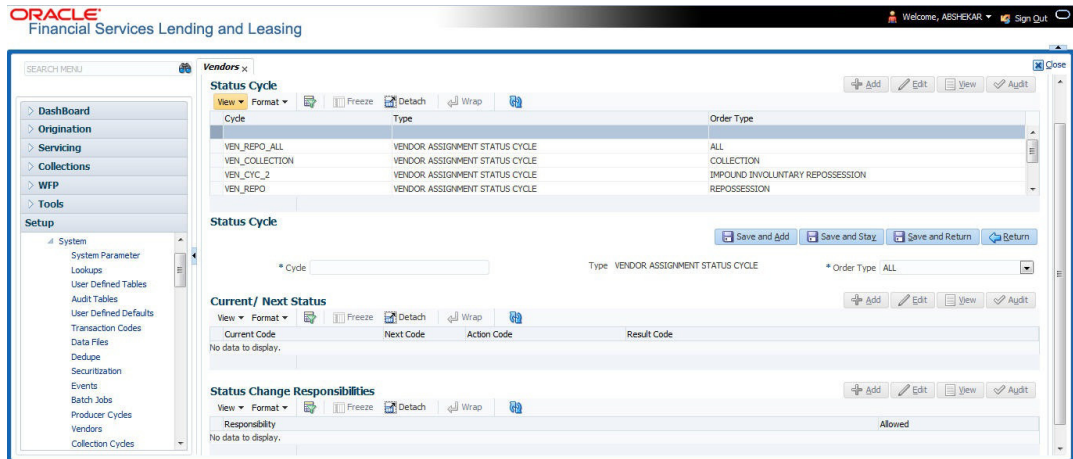 ORACLE®
Financial Services Lending and Leasing
Welcome, ABSHEKAR Sign Out
SEARCH MENU
DashBoard
Origination
Servicing
Collections
WFP
Tools
Setup
System
System Parameter
Lookups
User Defined Tables
Audit Tables
User Defined Defaults
Transaction Codes
Data Files
Dedupe
Securitization
Events
Batch Jobs
Producer Cycles
Vendors
Collection Cycles
Vendors x
Close
Status Cycle
Add Edit View Audit
View Format Freeze Detach Wrap
Cycle Type Order Type
VEN_REPO_ALL VENDOR ASSIGNMENT STATUS CYCLE ALL
VEN_COLLECTION VENDOR ASSIGNMENT STATUS CYCLE COLLECTION
VEN_CYC_2 VENDOR ASSIGNMENT STATUS CYCLE IMPOUND INVOLUNTARY REPOSSESSION
VEN_REPO VENDOR ASSIGNMENT STATUS CYCLE REPOSSESSION
Status Cycle
Save and Add Save and Stay Save and Return Return
* Cycle Type VENDOR ASSIGNMENT STATUS CYCLE * Order Type ALL
Current/ Next Status
Add Edit View Audit
View Format Freeze Detach Wrap
Current Code Next Code Action Code Result Code
No data to display.
Status Change Responsibilities
Add Edit View Audit
View Format Freeze Detach Wrap
Responsibility Allowed
No data to display.